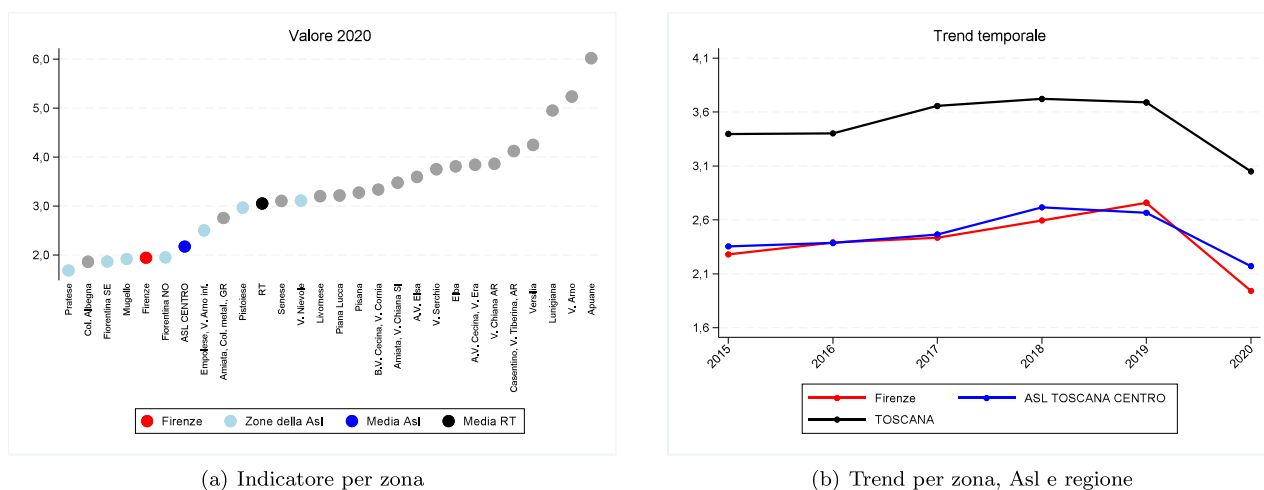 Valore 2020
6,0
5,0
4,0
3,0
2,0
Pratese
Col. Albegna
Fiorentina SE
Mugello
Firenze
Fiorentina NO
ASL CENTRO
Empolese, V. Arno inf.
Amiata, Col. metal., GR
Pistoiese
RT
Senese
V. Nievole
Livornese
Piana Lucca
Pisana
B.V. Cecina, V. Cornia
Amiata, V. Chiana SI
A.V. Elsa
V. Serchio
Elba
A.V. Cecina, V. Era
V. Chiana AR
Casentino, V. Tiberina, AR
Versilia
Lunigiana
V. Arno
Apuane
Firenze Zone della Asl Media Asl Media RT
(a) Indicatore per zona
Trend temporale
4,1
3,6
3,1
2,6
2,1
1,6
2015
2016
2017
2018
2019
2020
Firenze ASL TOSCANA CENTRO
TOSCANA
(b) Trend per zona, Asl e regione